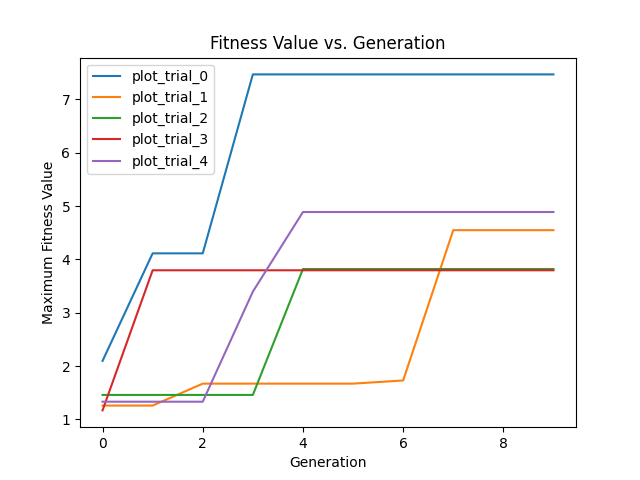 Fitness Value vs. Generation
plot_trial_0
plot_trial_1
plot_trial_2
plot_trial_3
plot_trial_4
Maximum Fitness Value
7
6
5
4
3
2
1
0 2 4 6 8
Generation